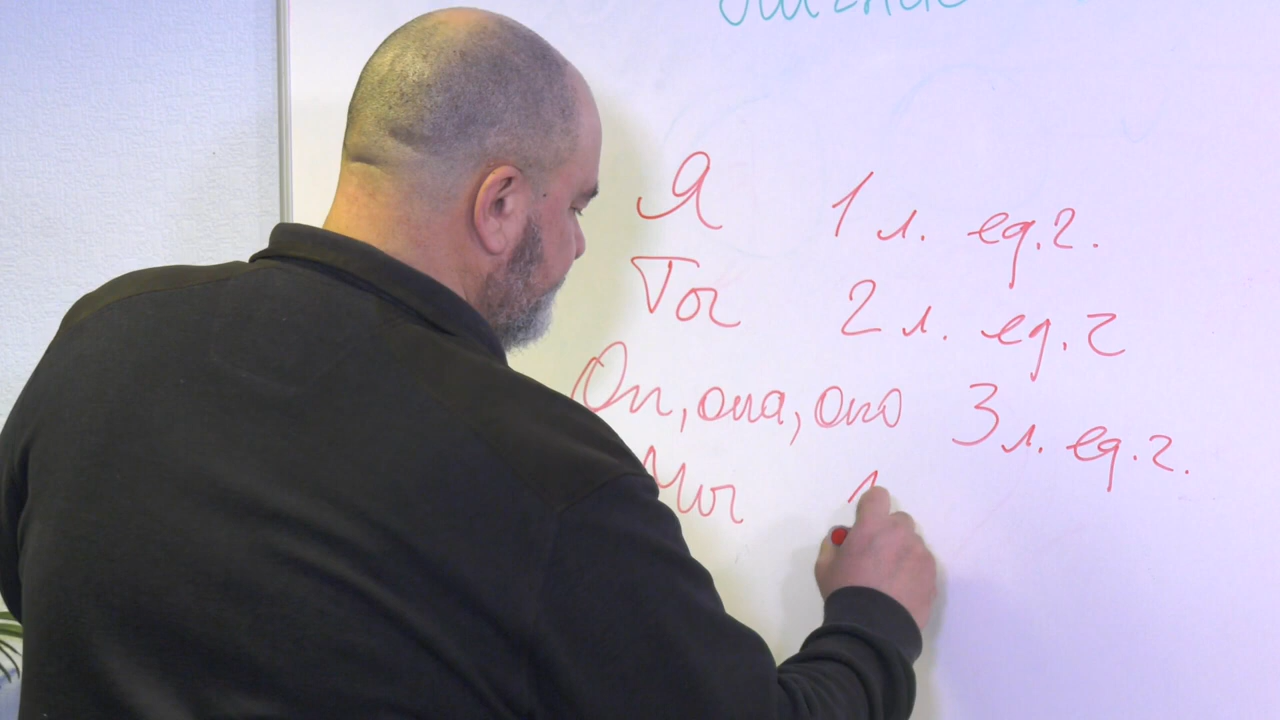 Я 1 л. ед.ч.
Ты 2 л. ед.ч
Он, она, оно 3 л. ед.ч.
Мы 1